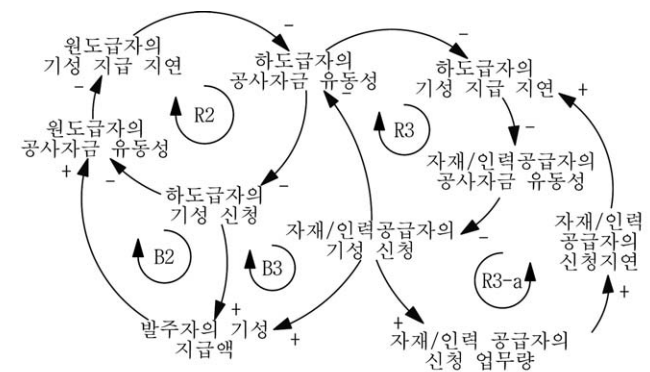 −
원도급자의
기성 지급 지연
하도급자의
공사자금 유동성
−
−
하도급자의
기성 지급 지연
+
−
R2
R3
−
원도급자의
공사자금 유동성
+
−
자재/인력공급자의
공사자금 유동성
하도급자의
기성 신청
−
자재/인력공급자의
기성 신청
−
자재/인력
공급자의
신청지연
B2
B3
R3-a
+
+
발주자의 기성
지급액
+
+
자재/인력 공급자의
신청 업무량